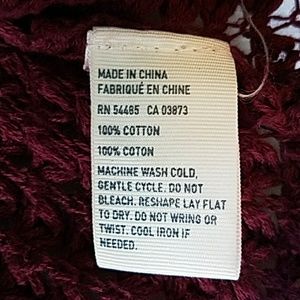 MADE IN CHINA
FABRIQUÉ EN CHINE
RN 54485 CA 03873
100% COTTON
100% COTON
MACHINE WASH COLD,
GENTLE CYCLE. DO NOT
BLEACH. RESHAPE LAY FLAT
TO DRY. DO NOT WRING OR
TWIST. COOL IRON IF
NEEDED.